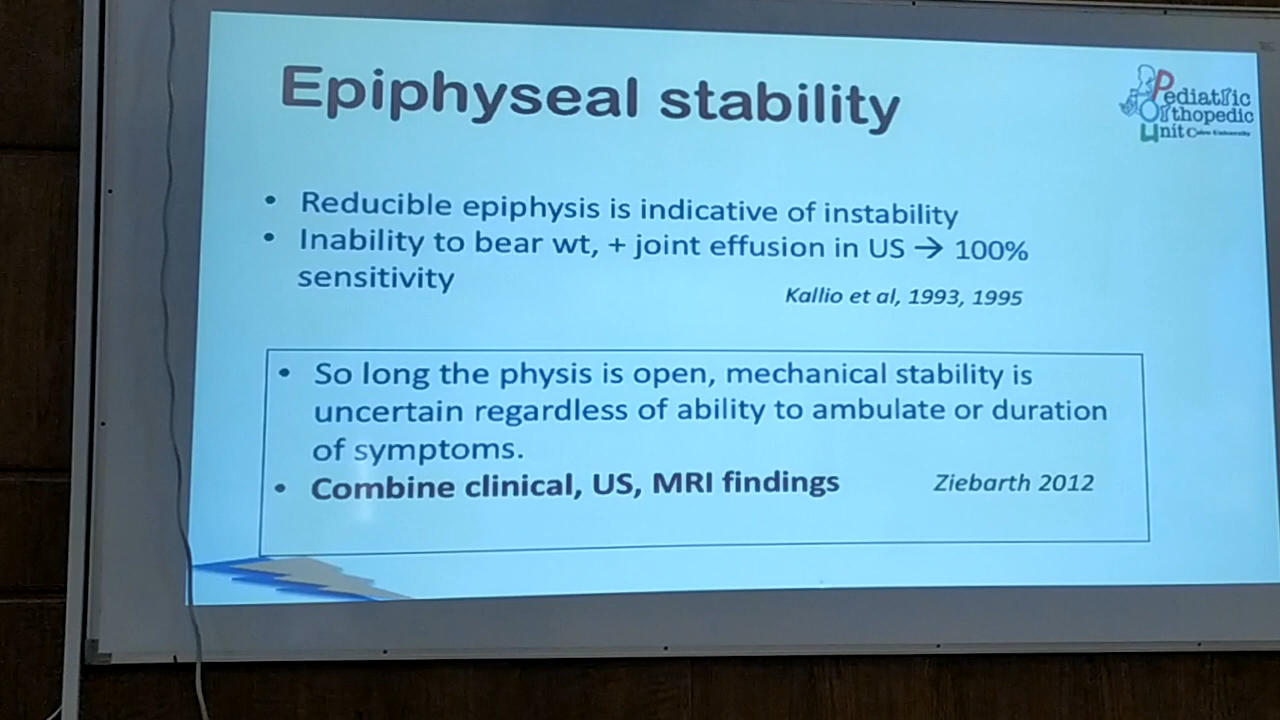 Epiphyseal stability
Pediatric
Orthopedic
Unit Cairo University
• Reducible epiphysis is indicative of instability
• Inability to bear wt, + joint effusion in US → 100%
sensitivity
Kallio et al, 1993, 1995
• So long the physis is open, mechanical stability is
uncertain regardless of ability to ambulate or duration
of symptoms.
• Combine clinical, US, MRI findings
Ziebarth 2012